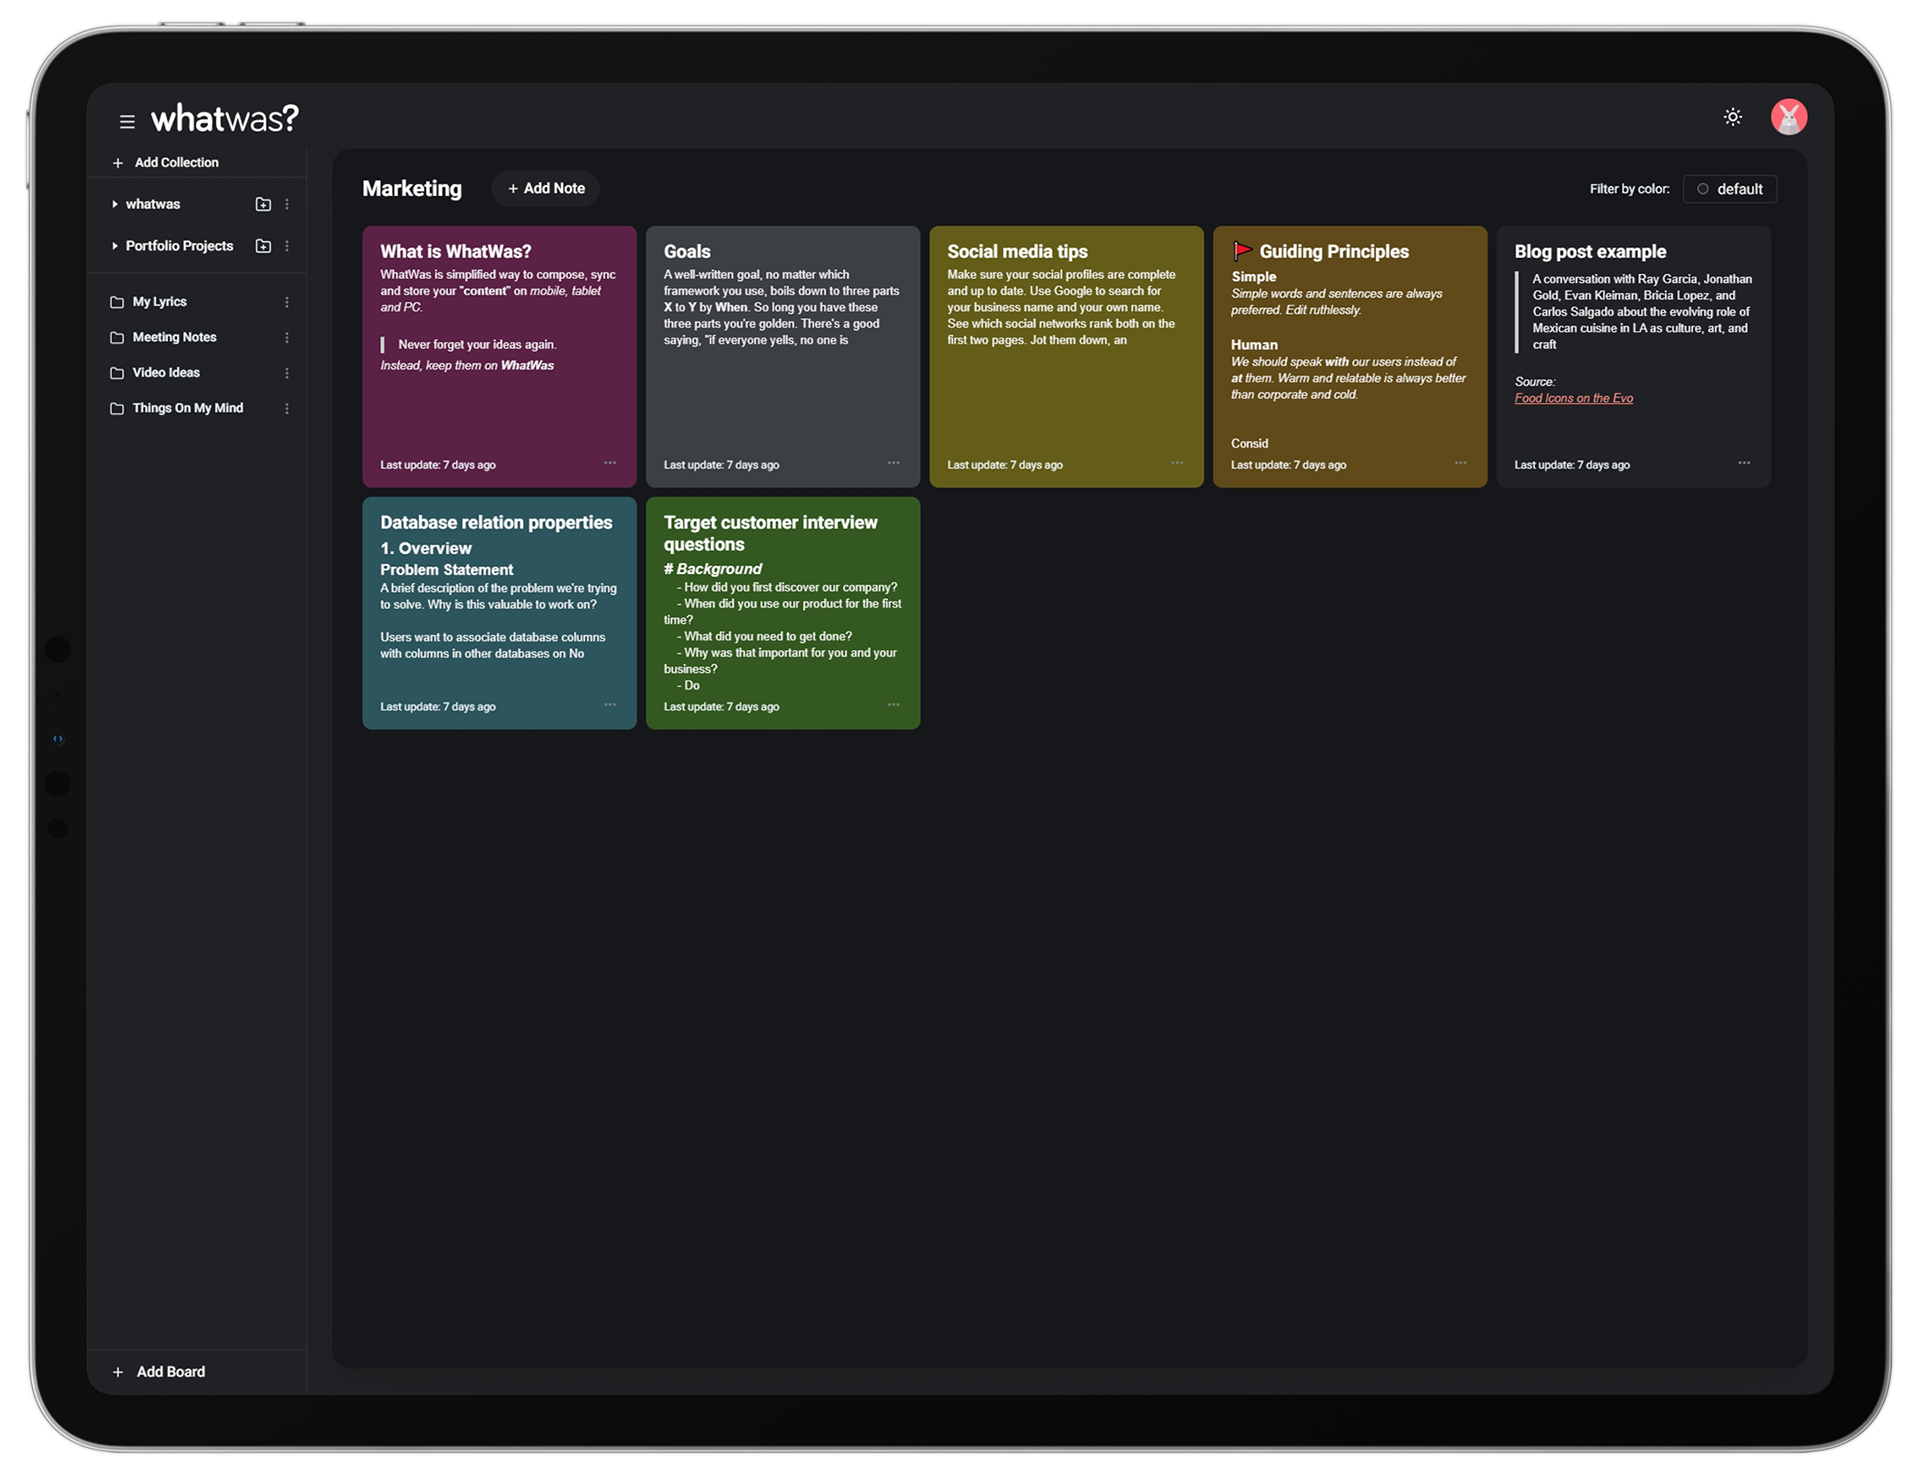 whatwas?
+ Add Collection
whatwas
Portfolio Projects
My Lyrics
Meeting Notes
Video Ideas
Things On My Mind
+ Add Board
Marketing
+ Add Note
Filter by color:
default
What is WhatWas?
WhatWas is simplified way to compose, sync
and store your "content" on mobile, tablet
and PC.
Never forget your ideas again.
Instead, keep them on WhatWas
Last update: 7 days ago
Goals
A well-written goal, no matter which
framework you use, boils down to three parts
X to Y by When. So long you have these
three parts you're golden. There's a good
saying, "if everyone yells, no one is
Last update: 7 days ago
Social media tips
Make sure your social profiles are complete
and up to date. Use Google to search for
your business name and your own name.
See which social networks rank both on the
first two pages. Jot them down, an
Last update: 7 days ago
Guiding Principles
Simple
Simple words and sentences are always
preferred. Edit ruthlessly.
Human
We should speak with our users instead of
at them. Warm and relatable is always better
than corporate and cold.
Consid
Last update: 7 days ago
Blog post example
A conversation with Ray Garcia, Jonathan
Gold, Evan Kleiman, Bricia Lopez, and
Carlos Salgado about the evolving role of
Mexican cuisine in LA as culture, art, and
craft
Source:
Food Icons on the Evo
Last update: 7 days ago
Database relation properties
1. Overview
Problem Statement
A brief description of the problem we're trying
to solve. Why is this valuable to work on?
Users want to associate database columns
with columns in other databases on No
Last update: 7 days ago
Target customer interview
questions
# Background
- How did you first discover our company?
- When did you use our product for the first
time?
- What did you need to get done?
- Why was that important for you and your
business?
- Do
Last update: 7 days ago